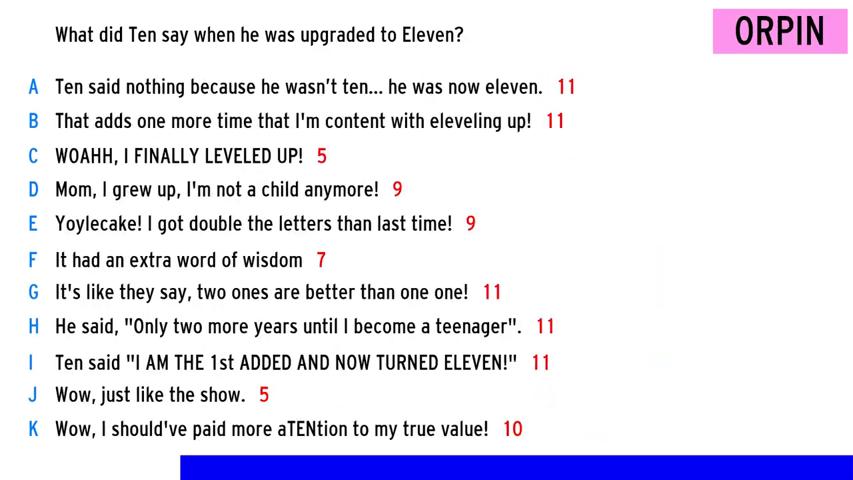 What did Ten say when he was upgraded to Eleven?
ORPIN
A Ten said nothing because he wasn't ten... he was now eleven. 11
B That adds one more time that I'm content with eleveling up! 11
C WOAHH, I FINALLY LEVELED UP! 5
D Mom, I grew up, I'm not a child anymore! 9
E Yoylecake! I got double the letters than last time! 9
F It had an extra word of wisdom 7
G It's like they say, two ones are better than one one! 11
H He said, "Only two more years until I become a teenager". 11
I Ten said "I AM THE 1st ADDED AND NOW TURNED ELEVEN!" 11
J Wow, just like the show. 5
K Wow, I should've paid more aTENtion to my true value! 10